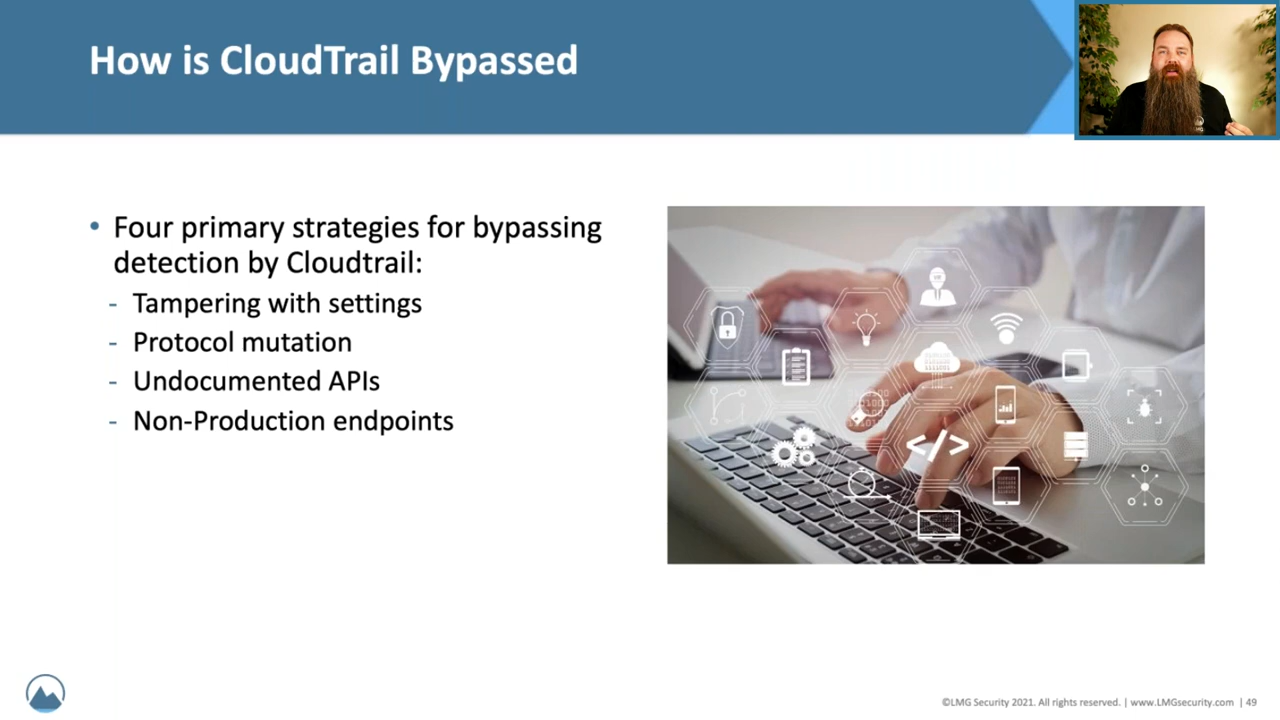 How is CloudTrail Bypassed
• Four primary strategies for bypassing
detection by Cloudtrail:
- Tampering with settings
- Protocol mutation
- Undocumented APIs
- Non-Production endpoints
</>
©LMG Security 2021. All rights reserved. | www.LMGsecurity.com | 49